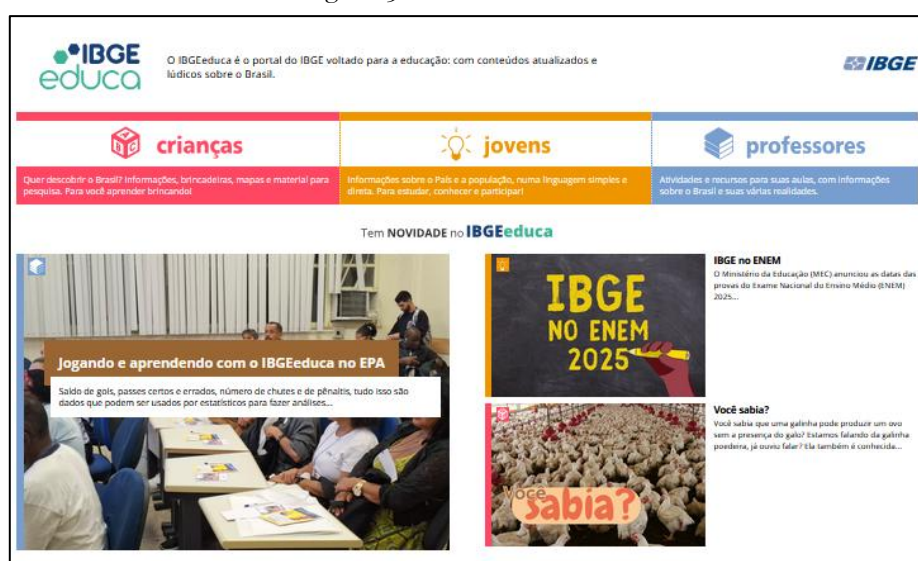 IBGE
educa
O IBGEeduca é o portal do IBGE voltado para a educação: com conteúdos atualizados e
lúdicos sobre o Brasil.
IBGE
crianças
Quer descobrir o Brasil? Informações, brincadeiras, mapas e material para
pesquisa. Para você aprender brincando!
jovens
Informações sobre o País e a população, numa linguagem simples e
direta. Para estudar, conhecer e participar!
professores
Atividades e recursos para suas aulas, com informações
sobre o Brasil e suas várias realidades.
Tem NOVIDADE no IBGEeduca
Jogando e aprendendo com o IBGEeduca no EPA
Saldo de gols, passes certos e errados, número de chutes e de pênaltis, tudo isso são
dados que podem ser usados por estatísticos para fazer análises...
IBGE
NO ENEM
2025
IBGE no ENEM
O Ministério da Educação (MEC) anunciou as datas das
provas do Exame Nacional do Ensino Médio (ENEM)
2025...
você
sabia?
Você sabia?
Você sabia que uma galinha pode produzir um ovo
sem a presença do galo? Estamos falando da galinha
poedeira, já ouviu falar? Ela também é conhecida...